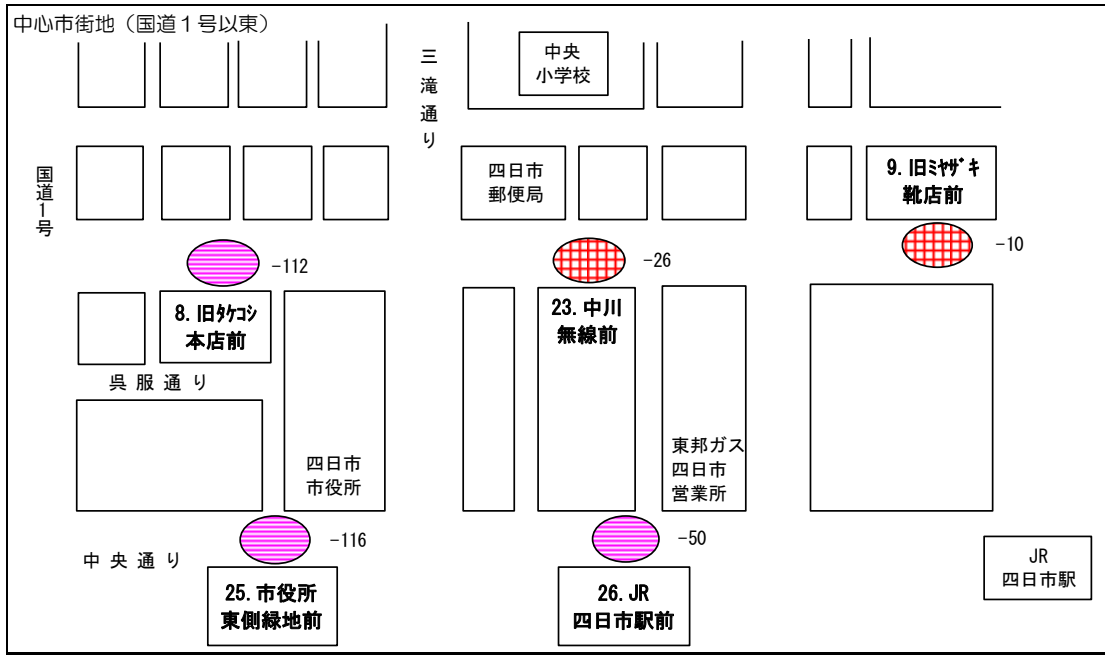 中心市街地（国道１号以東）
三滝通り
中央
小学校
国道1号
四日市
郵便局
9. 旧ﾐﾔｻﾞｷ
靴店前
-112
-26
-10
8. 旧ﾀｹｺｼ
本店前
23. 中川
無線前
呉服通り
四日市
市役所
東邦ガス
四日市
営業所
-116
-50
中央通り
25. 市役所
東側緑地前
26. JR
四日市駅前
JR
四日市駅